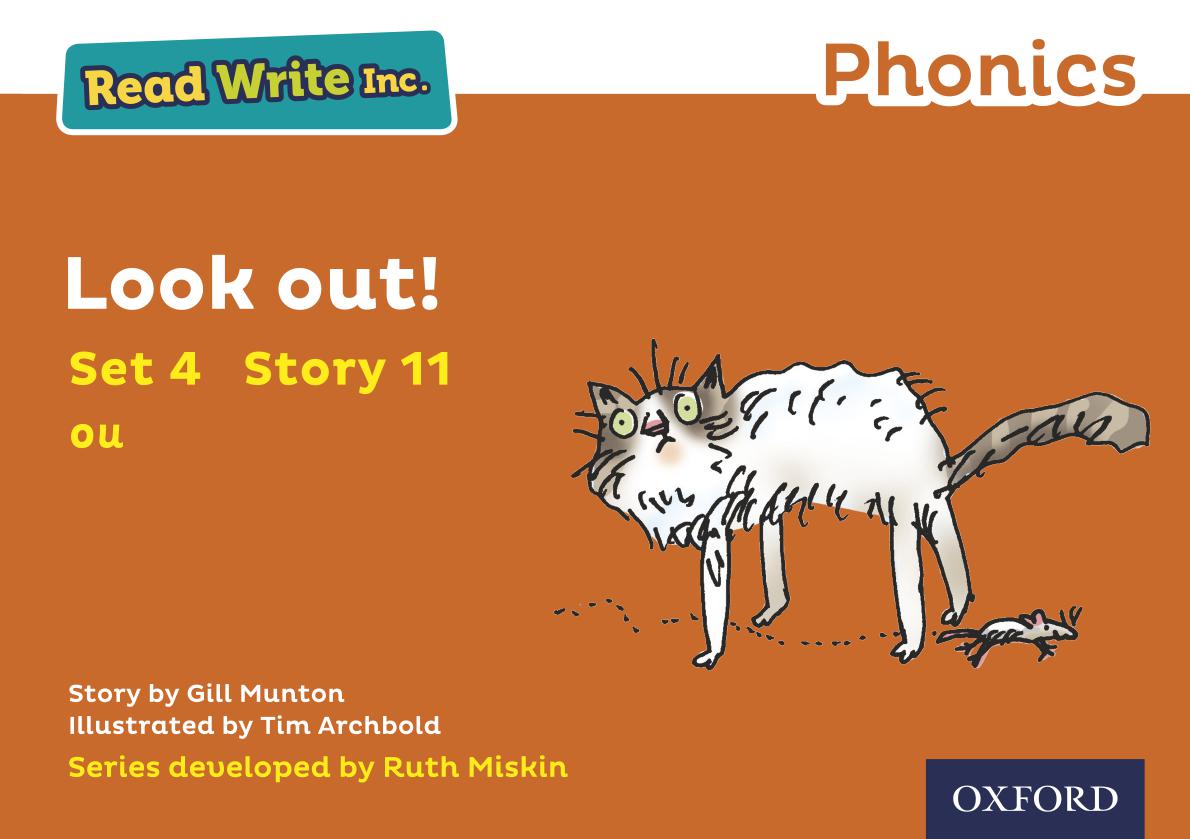 Read Write Inc.
Phonics
Look out!
Set 4 Story 11
ou
Story by Gill Munton
Illustrated by Tim Archbold
Series developed by Ruth Miskin
OXFORD